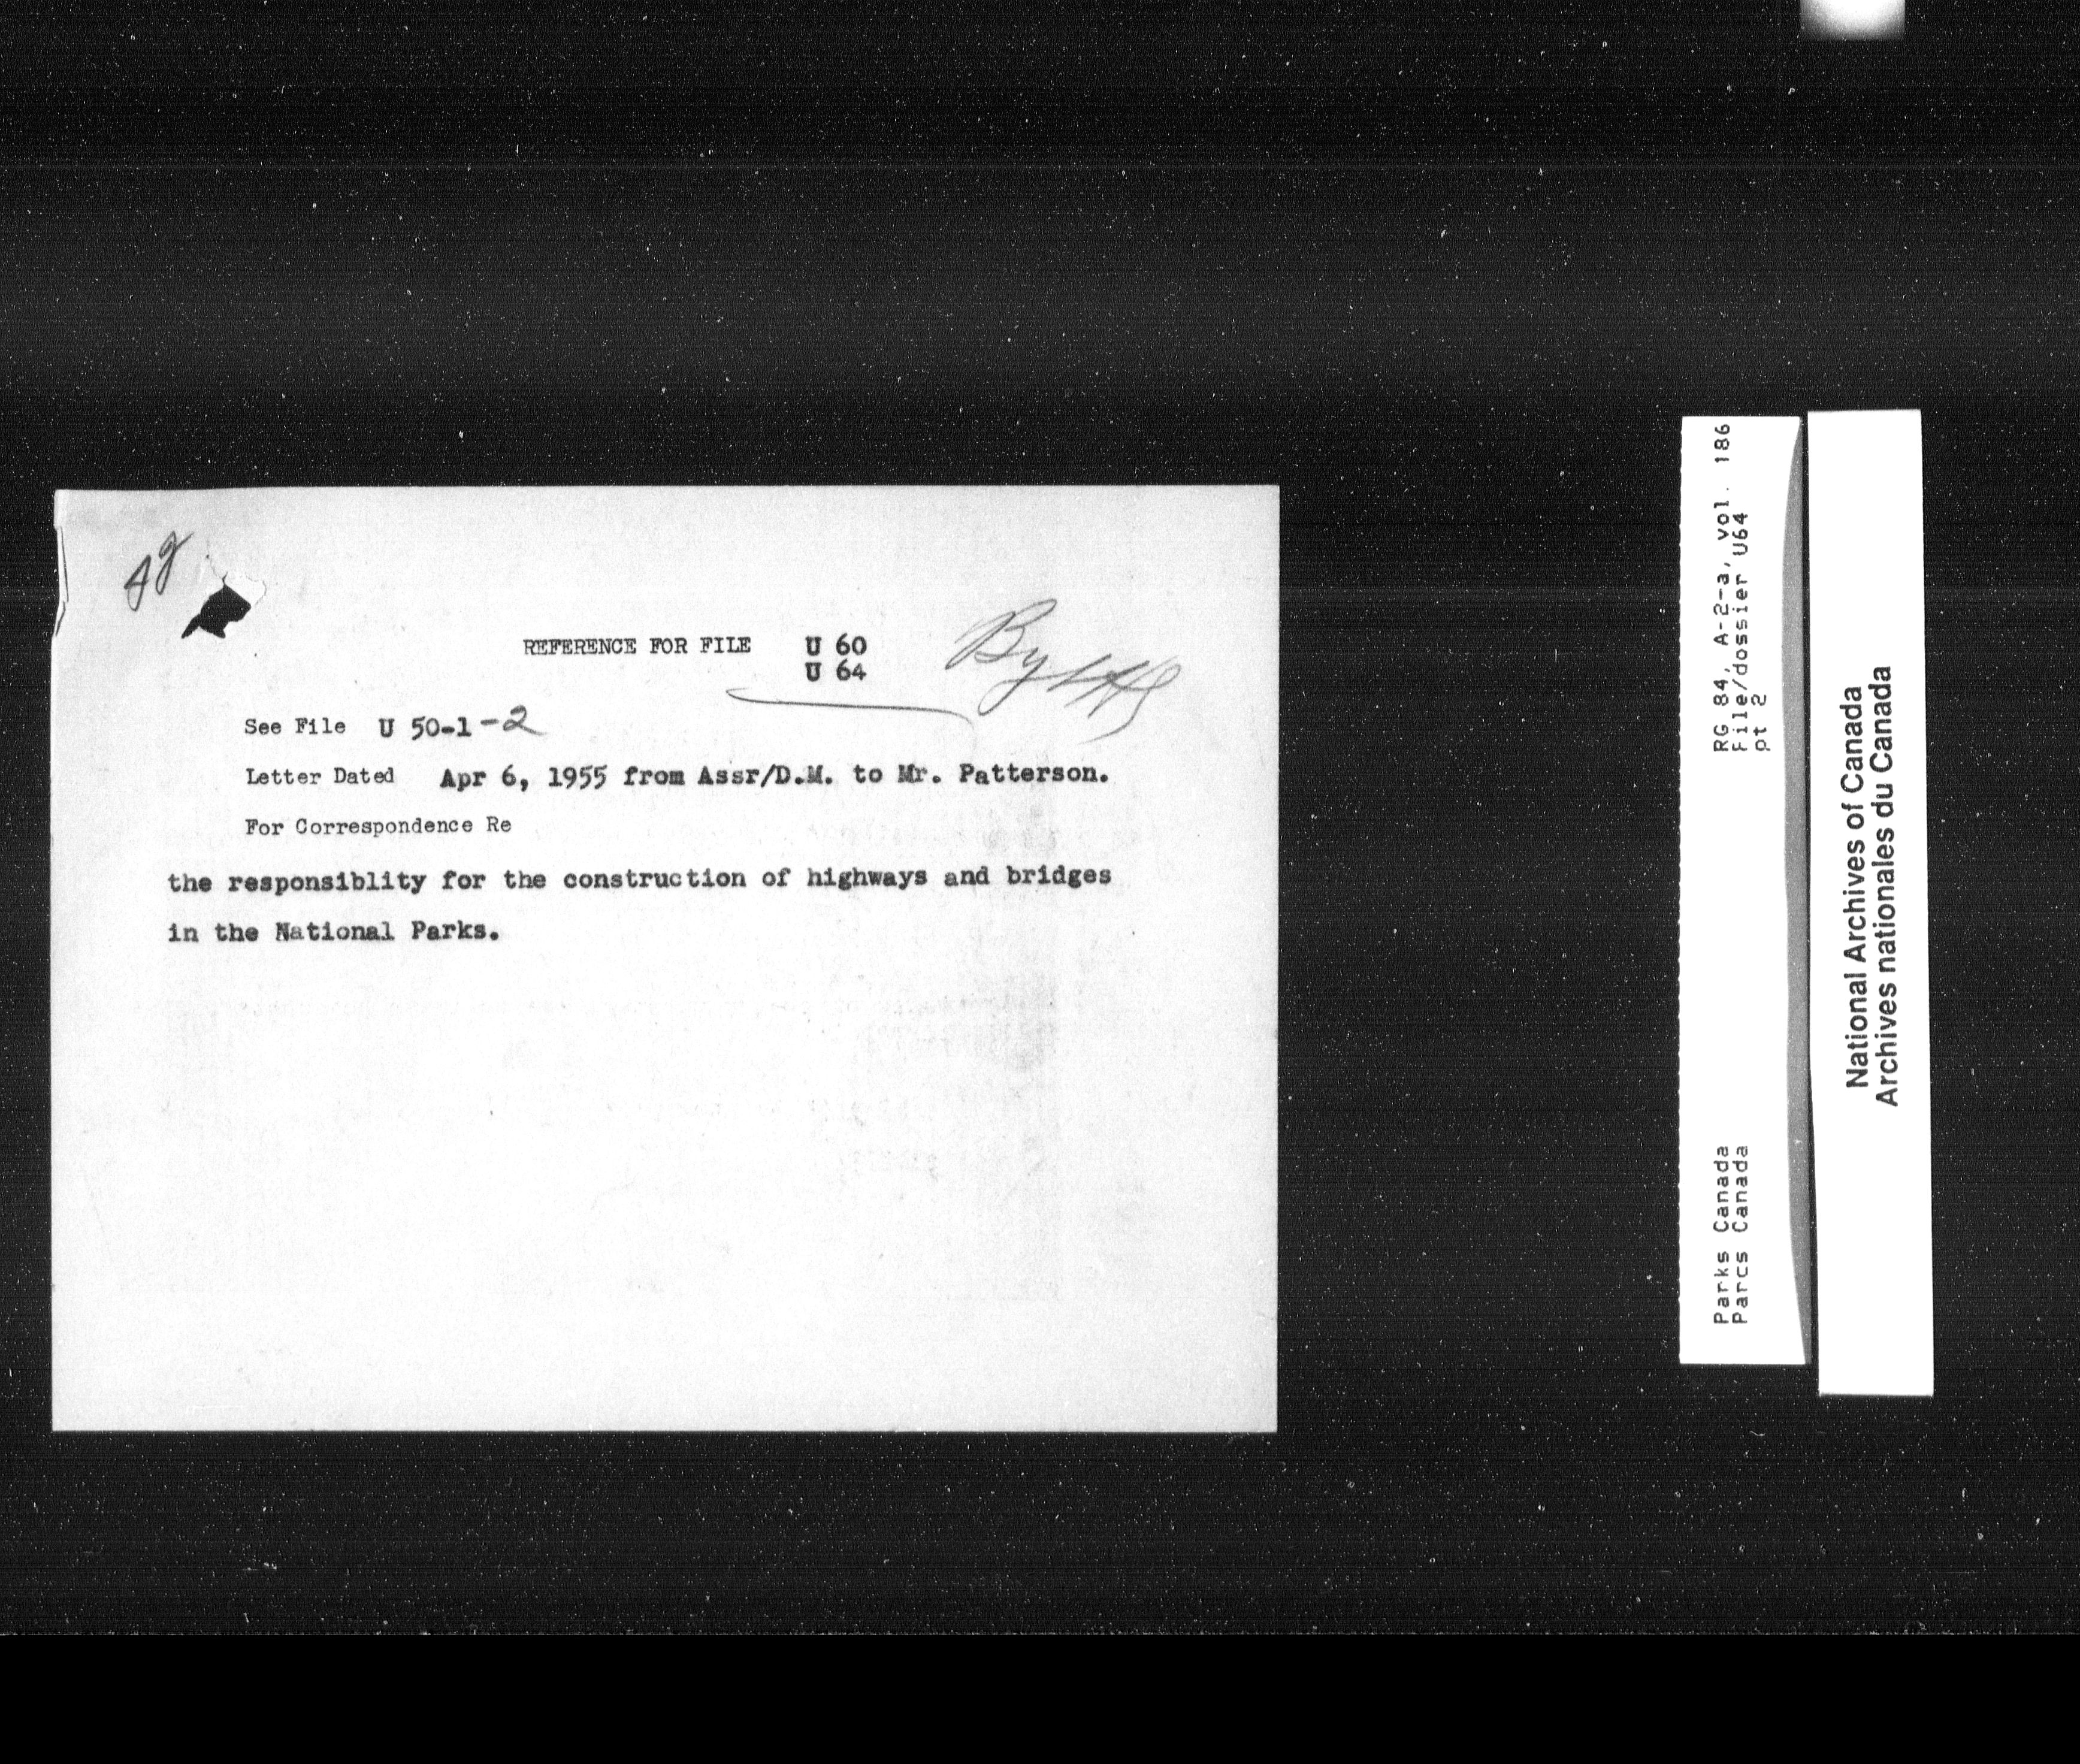 REFERENCE FOR FILE U 60
U 64
See File U 50-1-2
Letter Dated Apr 6, 1955 from Assr/D.M. to Mr. Patterson.
For Correspondence Re
the responsiblity for the construction of highways and bridges
in the National Parks.
RG 84, A-2-a, vol. 186
File/dossier U64
pt 2
Parks Canada
Parcs Canada
National Archives of Canada
Archives nationales du Canada